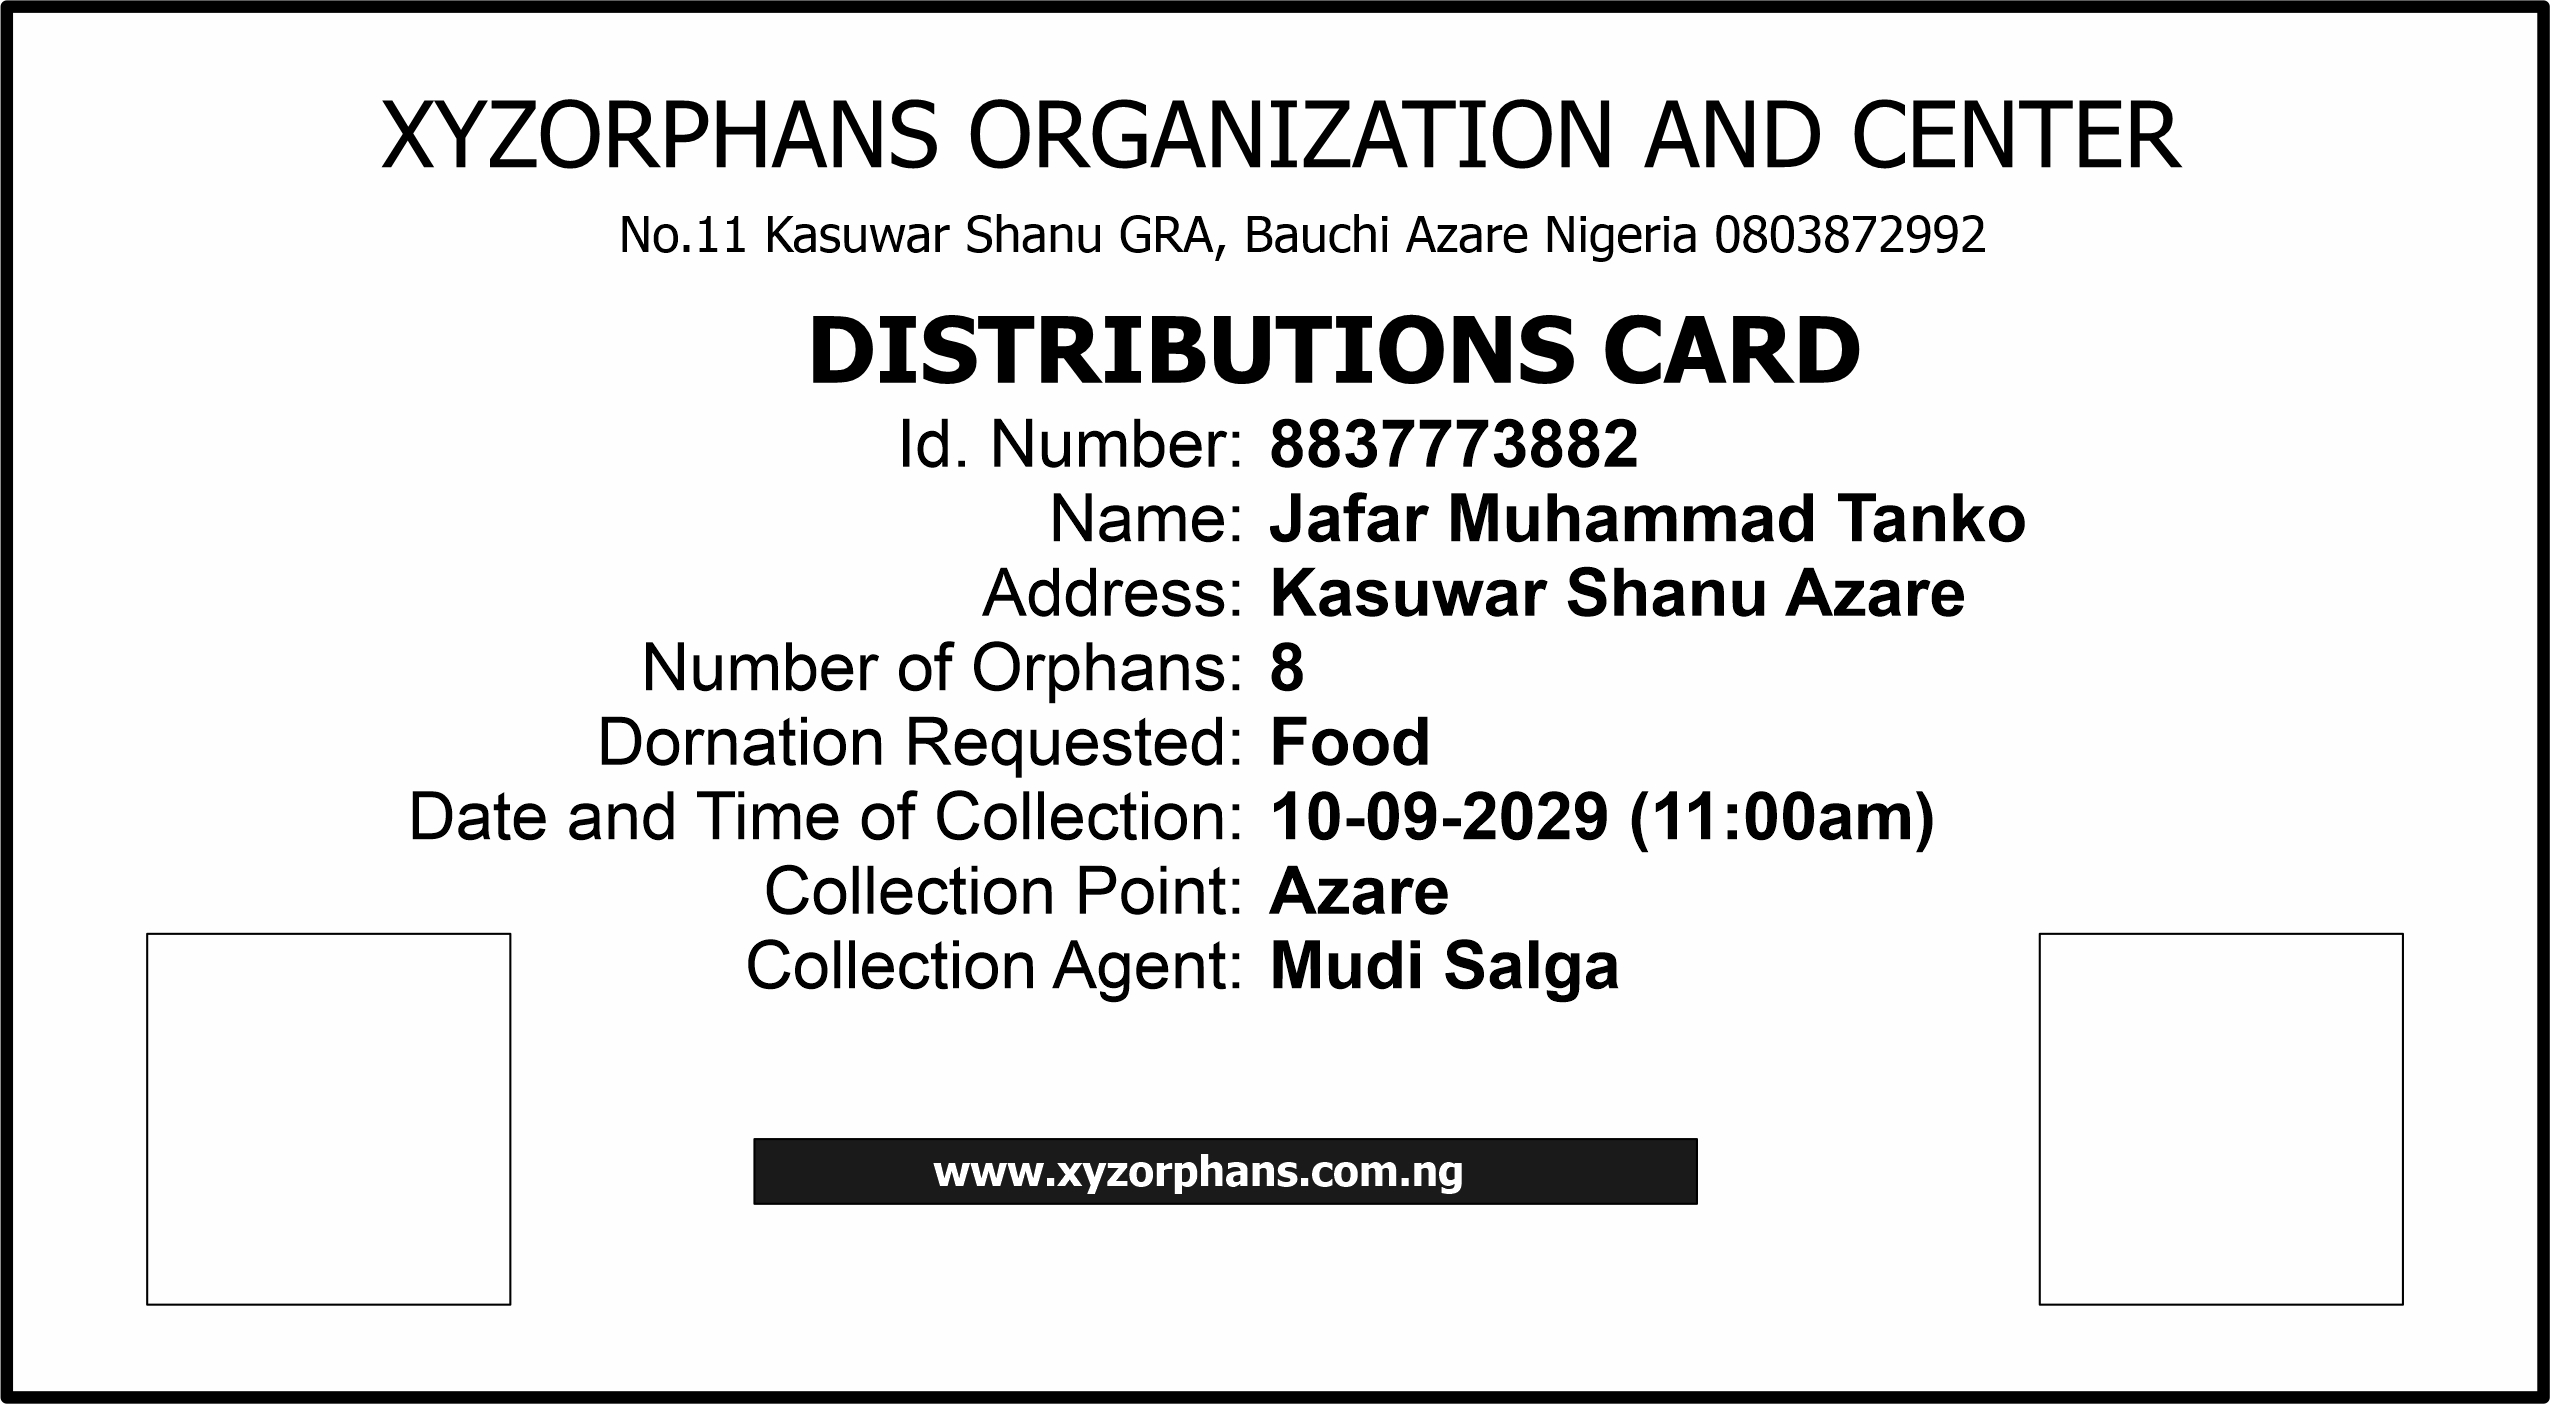 XYZORPHANS ORGANIZATION AND CENTER
No.11 Kasuwar Shanu GRA, Bauchi Azare Nigeria 0803872992
DISTRIBUTIONS CARD
Id. Number: 8837773882
Name: Jafar Muhammad Tanko
Address: Kasuwar Shanu Azare
Number of Orphans: 8
Dornation Requested: Food
Date and Time of Collection: 10-09-2029 (11:00am)
Collection Point: Azare
Collection Agent: Mudi Salga
www.xyzorphans.com.ng